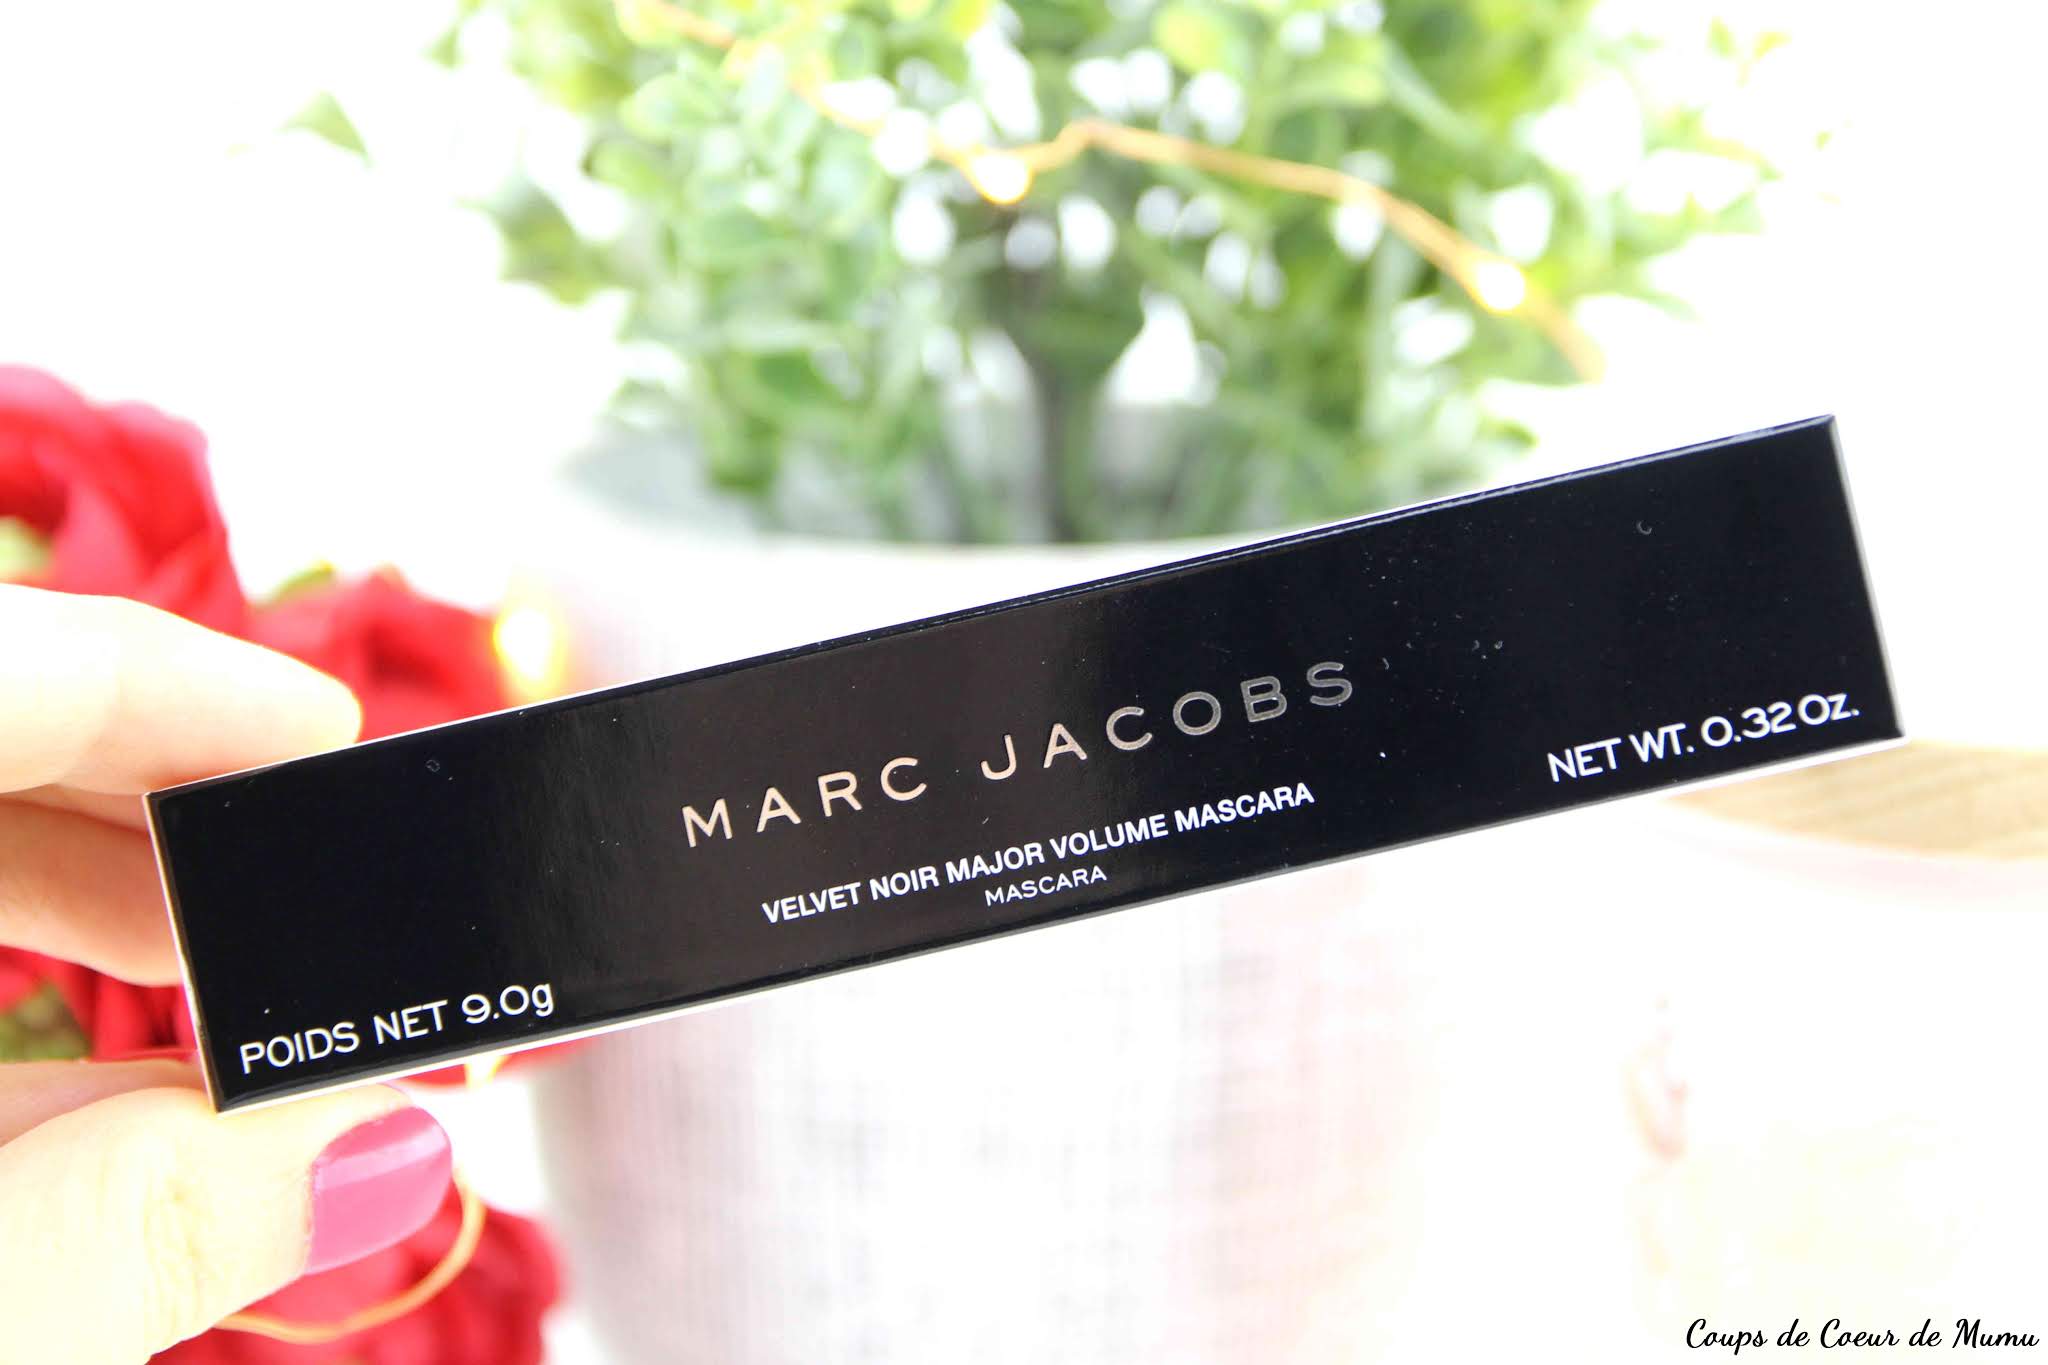 MARC JACOBS
VELVET NOIR MAJOR VOLUME MASCARA
MASCARA
POIDS NET 9.0g
NET WT. 0.32 Oz.
Coups de Coeur de Mumu